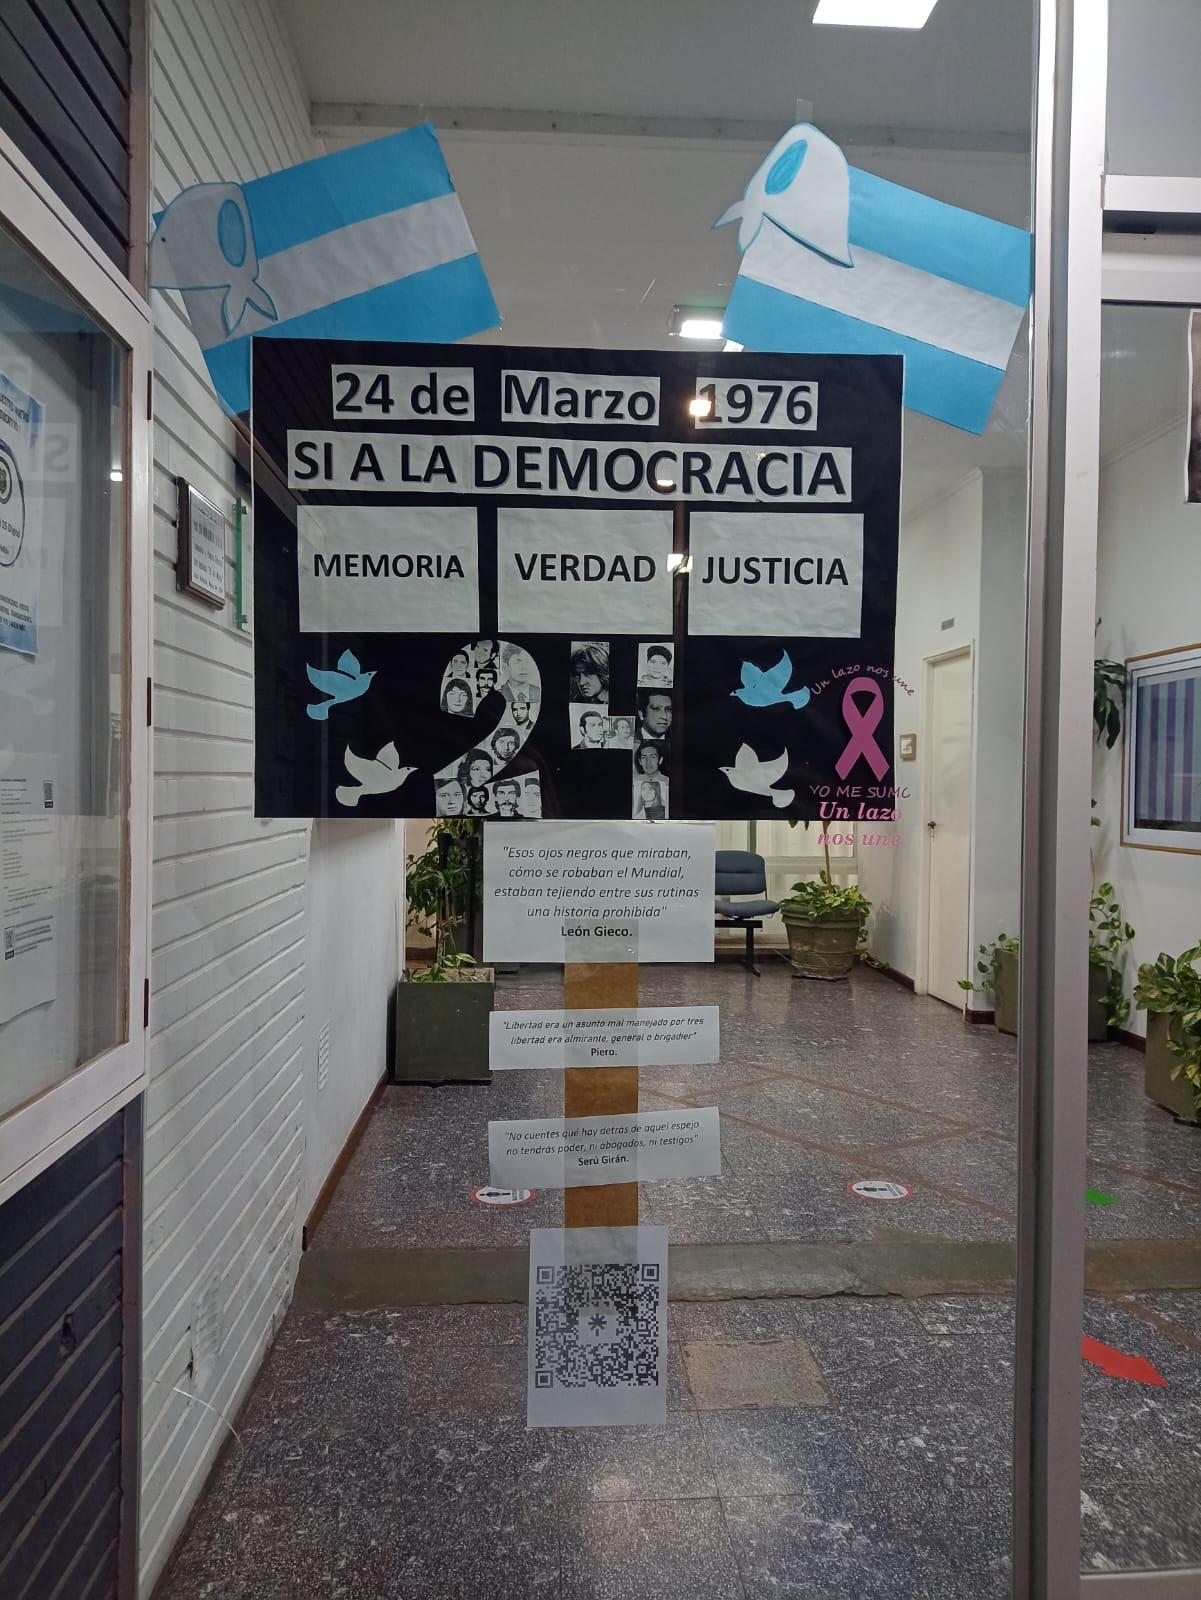 24 de Marzo 1976
SI A LA DEMOCRACIA
MEMORIA VERDAD JUSTICIA
24
Un lazo nos une
YO ME SUMO
Un lazo
nos une
"Esos ojos negros que miraban,
cómo se robaban el Mundial,
estaban tejiendo entre sus rutinas
una historia prohibida"
León Gieco.
"Libertad era un asunto mal manejado por tres
libertad era almirante, general o brigadier"
Piero.
"No cuentes qué hay detrás de aquel espejo
no tendrás poder, ni abogados, ni testigos"
Serú Girán.